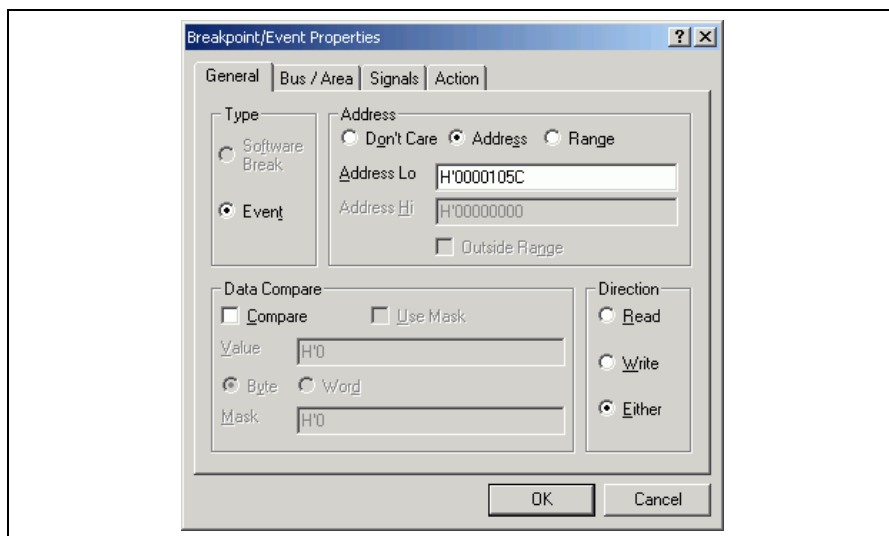 Breakpoint/Event Properties
General Bus / Area Signals Action
Type
Software
Break
Event
Address
Don't Care Address Range
Address Lo H'0000105C
Address Hi H'00000000
Outside Range
Data Compare
Compare Use Mask
Value H'0
Byte Word
Mask H'0
Direction
Read
Write
Either
OK Cancel